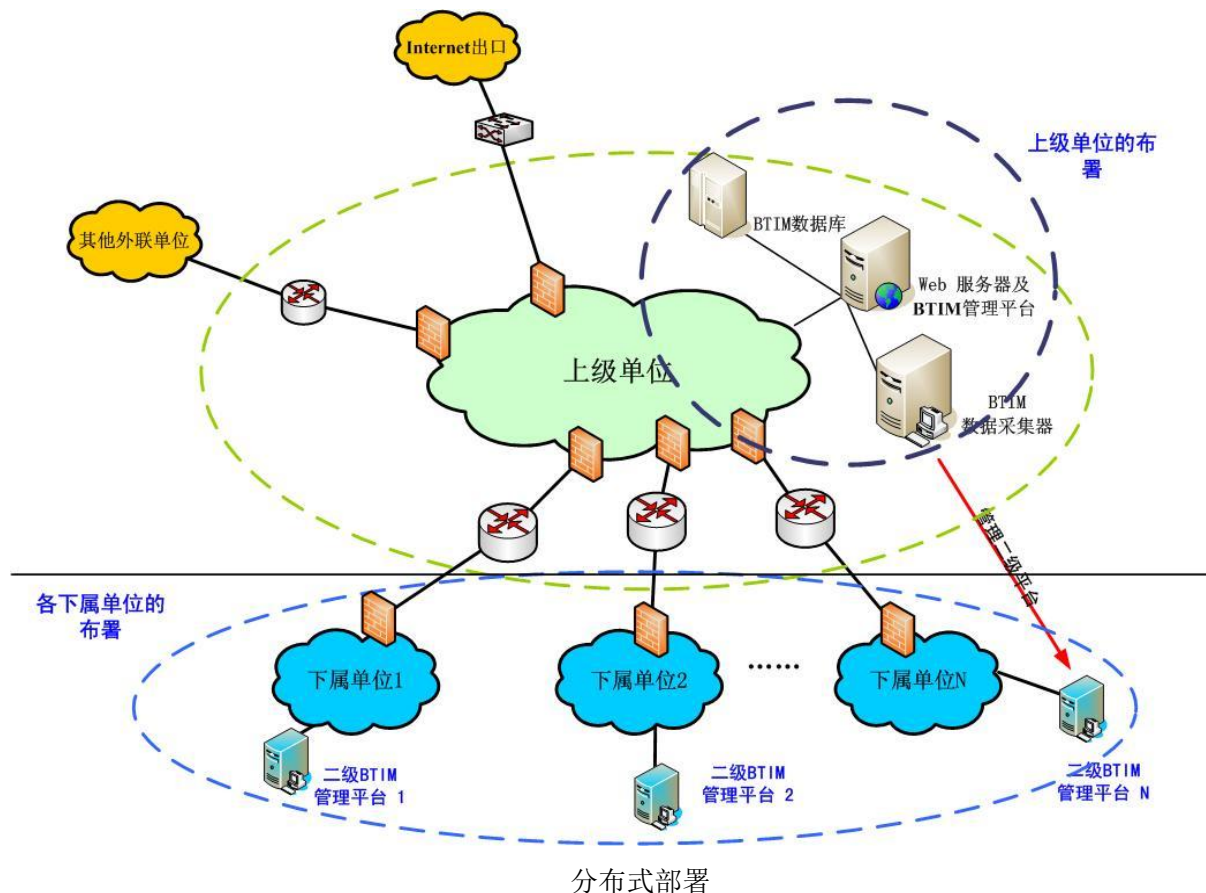 Internet出口
上级单位的布
署
其他外联单位
BTIM数据库
Web 服务器及
BTIM管理平台
上级单位
BTIM
数据采集器
管理二级平台
各下属单位的
布署
下属单位1
下属单位2
……
下属单位N
二级BTIM
管理平台 1
二级BTIM
管理平台 2
二级BTIM
管理平台 N
分布式部署